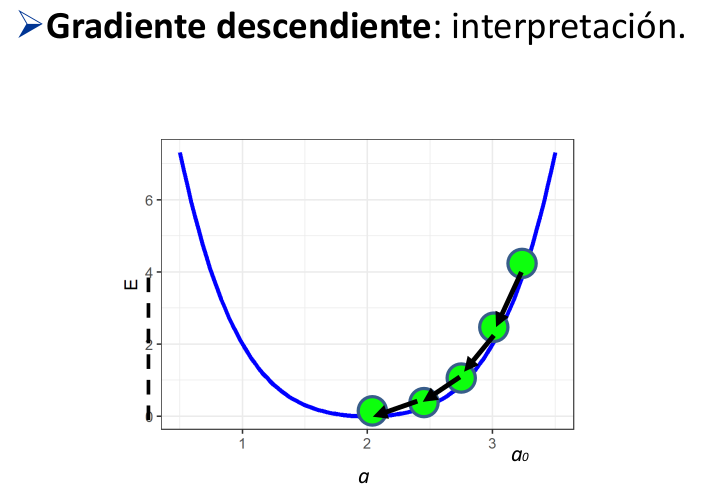 ➢Gradiente descendiente: interpretación.
6
4
E
2
0
1 2 3
a₀
a